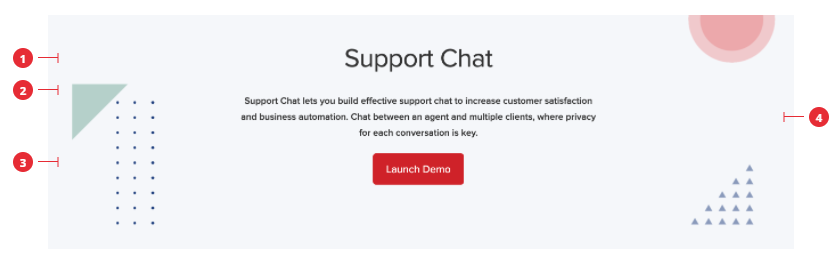 1
Support Chat
2
Support Chat lets you build effective support chat to increase customer satisfaction
and business automation. Chat between an agent and multiple clients, where privacy
for each conversation is key.
4
3
Launch Demo